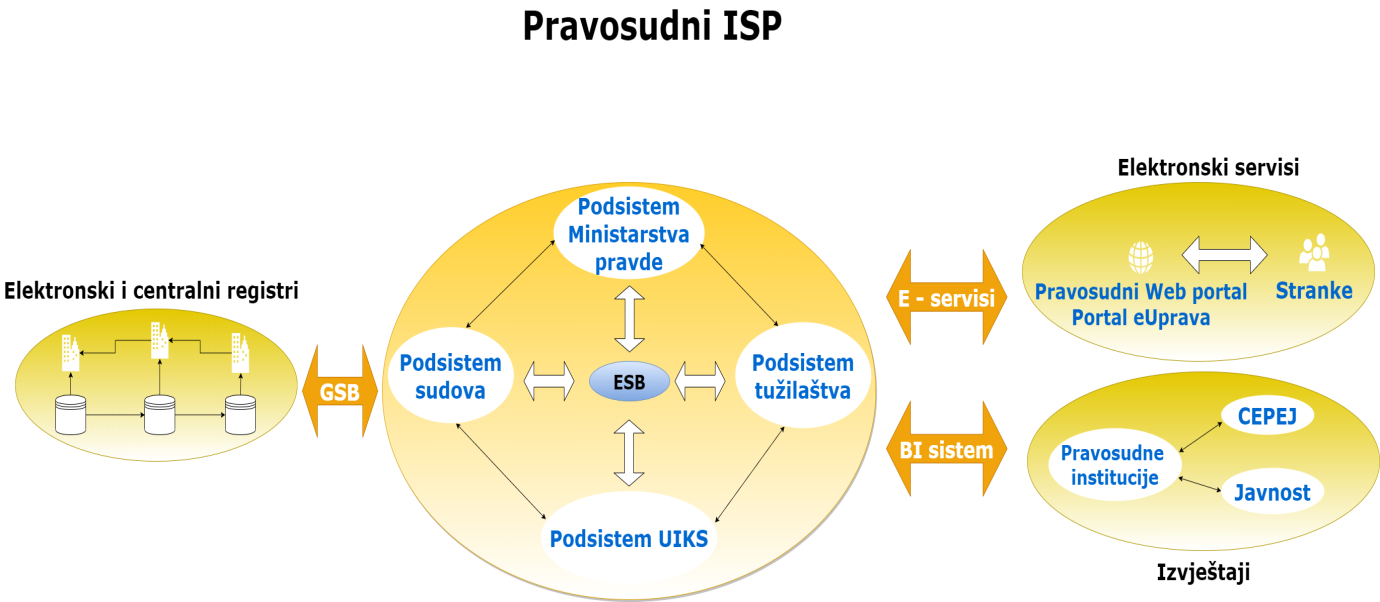 Pravosudni ISP
Elektronski i centralni registri
GSB
Podsistem
Ministarstva
pravde
Podsistem
sudova
ESB
Podsistem
tužilaštva
Podsistem UIKS
E - servisi
BI sistem
Elektronski servisi
Pravosudni Web portal
Portal eUprava
Stranke
Pravosudne
institucije
CEPEJ
Javnost
Izvještaji